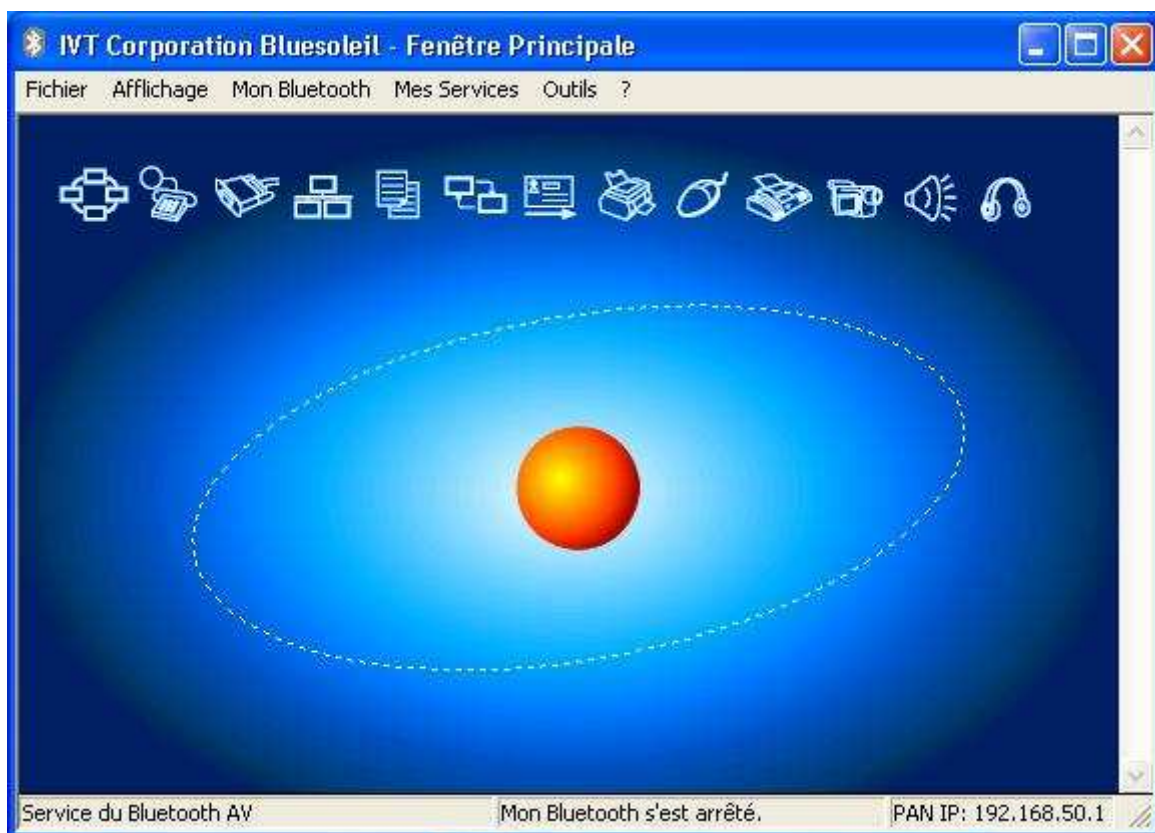 IVT Corporation Bluesoleil - Fenêtre Principale
Fichier Afflichage Mon Bluetooth Mes Services Outils ?
Service du Bluetooth AV Mon Bluetooth s'est arrêté. PAN IP: 192.168.50.1